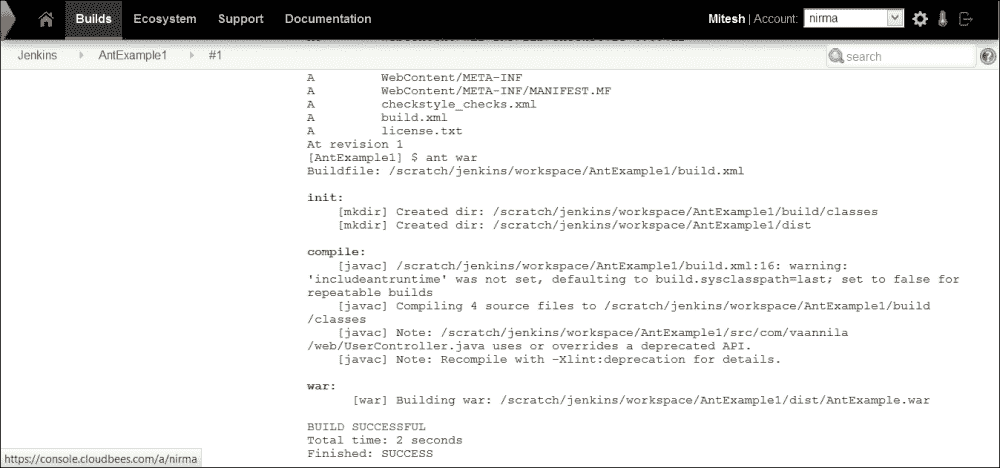 Builds Ecosystem Support Documentation Mitesh | Account: nirma
Jenkins AntExample1 #1 search
A WebContent/META-INF
A WebContent/META-INF/MANIFEST.MF
A checkstyle_checks.xml
A build.xml
A license.txt
At revision 1
[AntExample1] $ ant war
Buildfile: /scratch/jenkins/workspace/AntExample1/build.xml
init:
[mkdir] Created dir: /scratch/jenkins/workspace/AntExample1/build/classes
[mkdir] Created dir: /scratch/jenkins/workspace/AntExample1/dist
compile:
[javac] /scratch/jenkins/workspace/AntExample1/build.xml:16: warning:
'includeantruntime' was not set, defaulting to build.sysclasspath=last; set to false for
repeatable builds
[javac] Compiling 4 source files to /scratch/jenkins/workspace/AntExample1/build
/classes
[javac] Note: /scratch/jenkins/workspace/AntExample1/src/com/vaannila
/web/UserController.java uses or overrides a deprecated API.
[javac] Note: Recompile with -Xlint:deprecation for details.
war:
[war] Building war: /scratch/jenkins/workspace/AntExample1/dist/AntExample.war
BUILD SUCCESSFUL
Total time: 2 seconds
Finished: SUCCESS
https://console.cloudbees.com/a/nirma